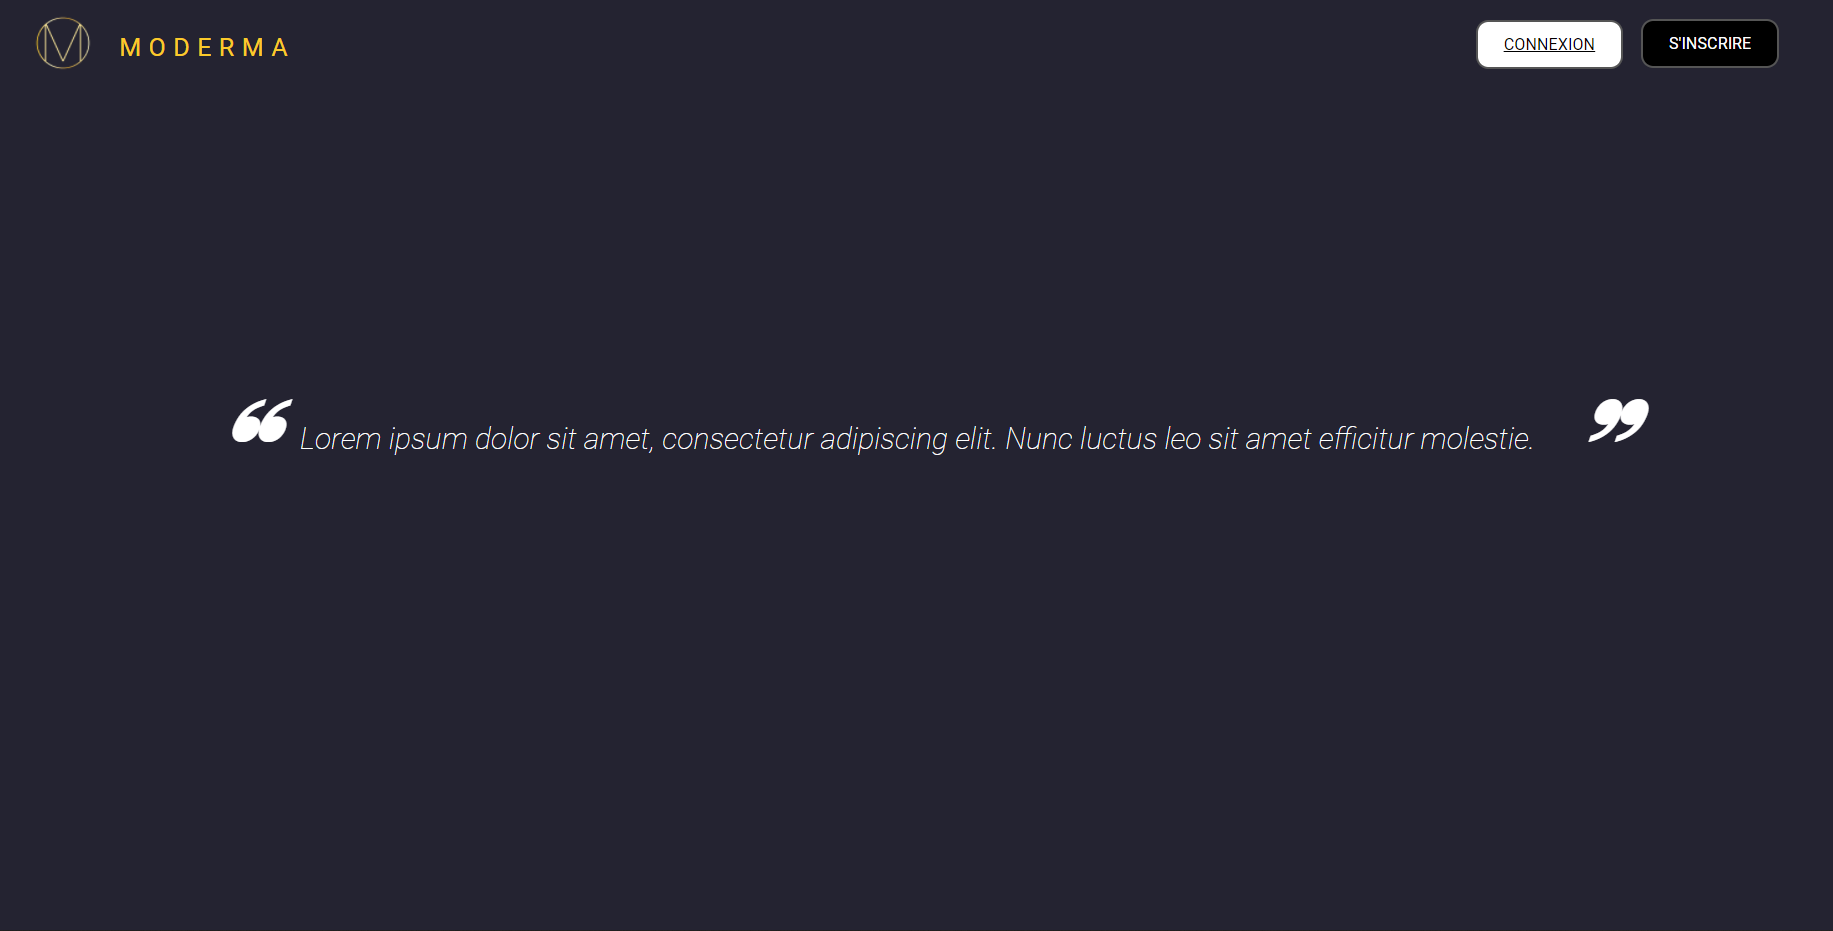 M MODERMA
CONNEXION
S'INSCRIRE
“ Lorem ipsum dolor sit amet, consectetur adipiscing elit. Nunc luctus leo sit amet efficitur molestie. ”